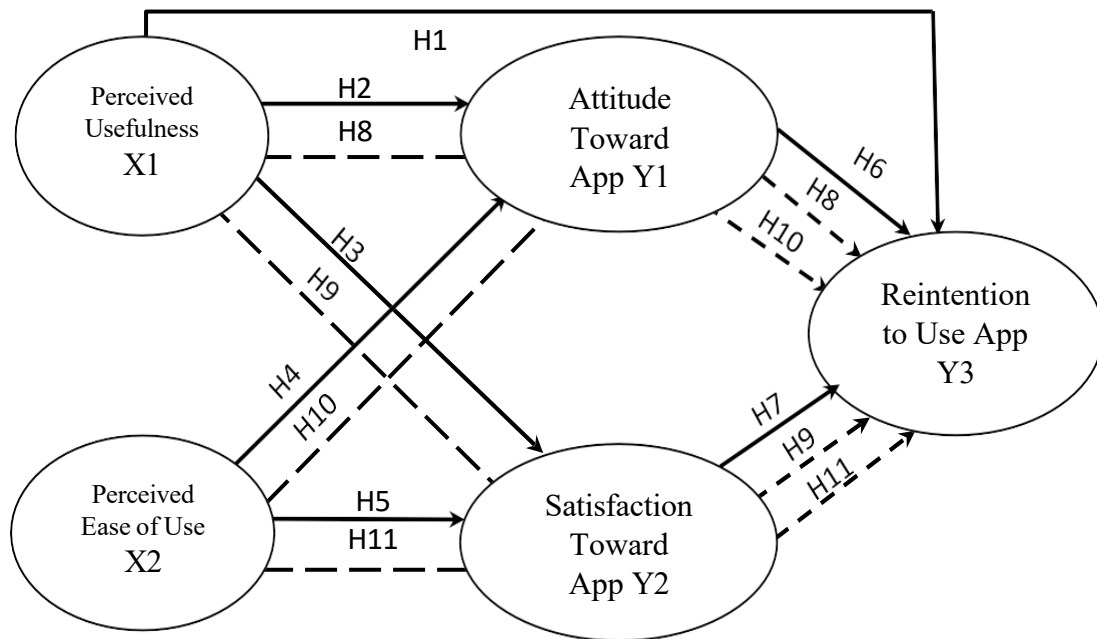 H1
Perceived
Usefulness
X1
H2
H8
Attitude
Toward
App Y1
H6
H8
H10
H3
H9
Reintention
to Use App
Y3
H4
H10
H7
H9
H11
Perceived
Ease of Use
X2
H5
H11
Satisfaction
Toward
App Y2